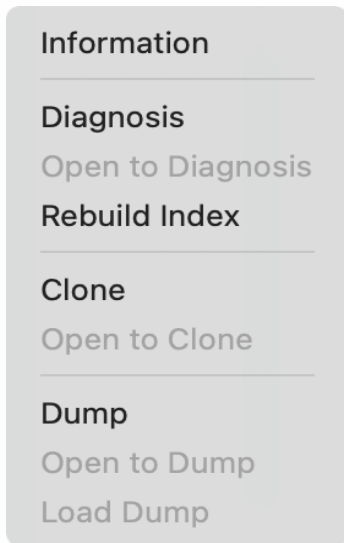 Information
Diagnosis
Open to Diagnosis
Rebuild Index
Clone
Open to Clone
Dump
Open to Dump
Load Dump